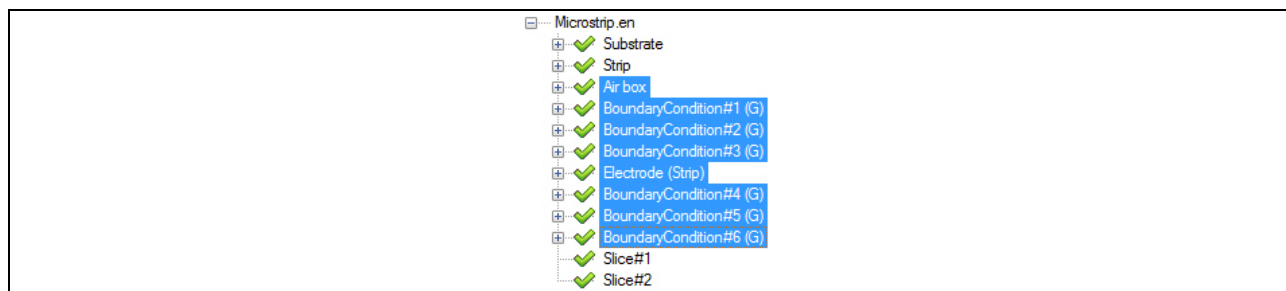 Microstrip.en
Substrate
Strip
Air box
BoundaryCondition#1 (G)
BoundaryCondition#2 (G)
BoundaryCondition#3 (G)
Electrode (Strip)
BoundaryCondition#4 (G)
BoundaryCondition#5 (G)
BoundaryCondition#6 (G)
Slice#1
Slice#2